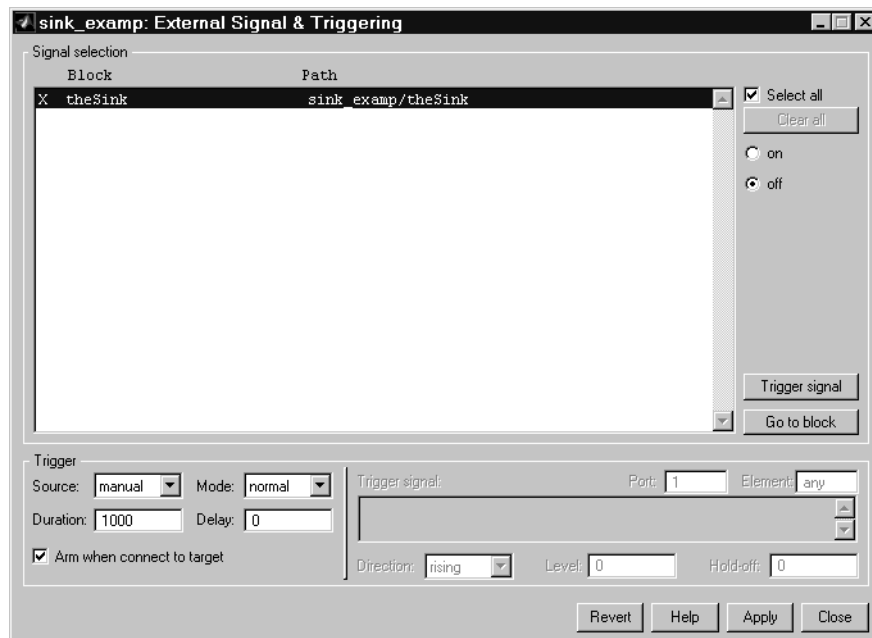 sink_examp: External Signal & Triggering
Signal selection
Block Path
X theSink sink_examp/theSink
Select all
Clear all
on
off
Trigger signal
Go to block
Trigger
Source: manual Mode: normal
Duration: 1000 Delay: 0
Arm when connect to target
Trigger signal: Port: 1 Element: any
Direction: rising Level: 0 Hold-off: 0
Revert Help Apply Close